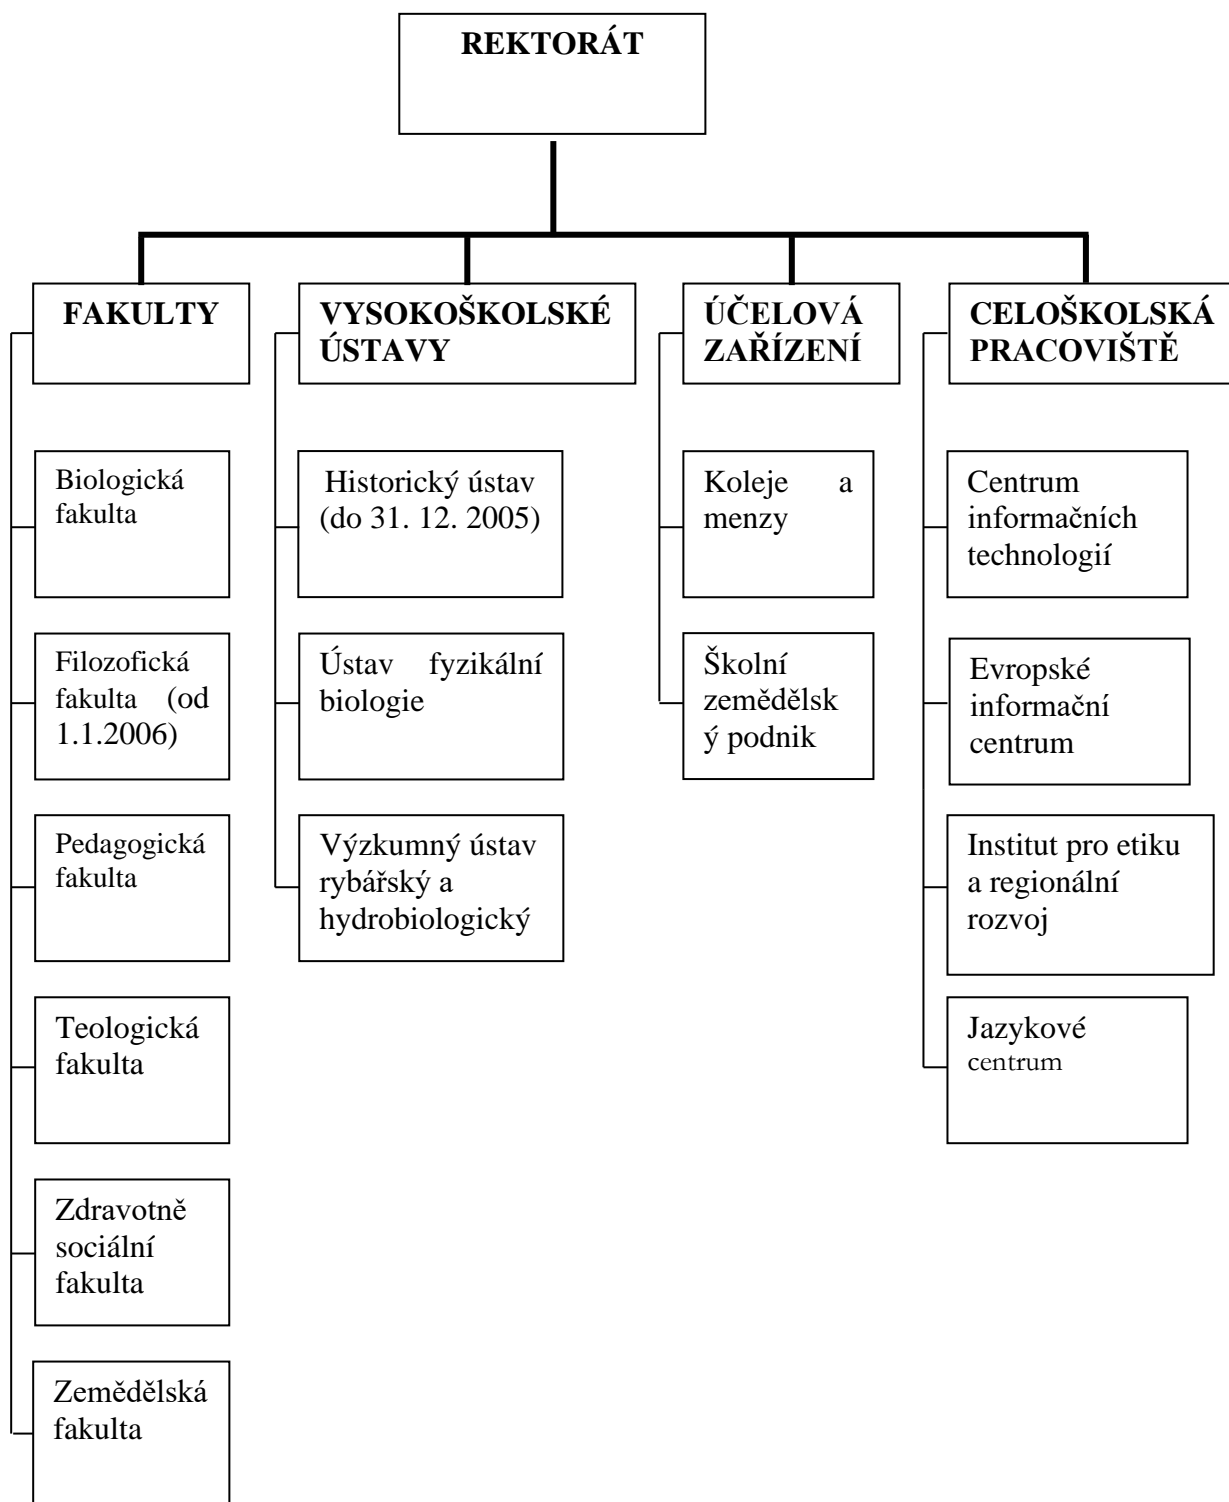 REKTORÁT
FAKULTY
VYSOKOŠKOLSKÉ
ÚSTAVY
ÚČELOVÁ
ZAŘÍZENÍ
CELOŠKOLSKÁ
PRACOVIŠTĚ
Biologická
fakulta
Filozofická
fakulta (od
1.1.2006)
Pedagogická
fakulta
Teologická
fakulta
Zdravotně
sociální
fakulta
Zemědělská
fakulta
Historický ústav
(do 31. 12. 2005)
Ústav fyzikální
biologie
Výzkumný ústav
rybářský a
hydrobiologický
Koleje a
menzy
Školní
zemědělsk
ý podnik
Centrum
informačních
technologií
Evropské
informační
centrum
Institut pro etiku
a regionální
rozvoj
Jazykové
centrum